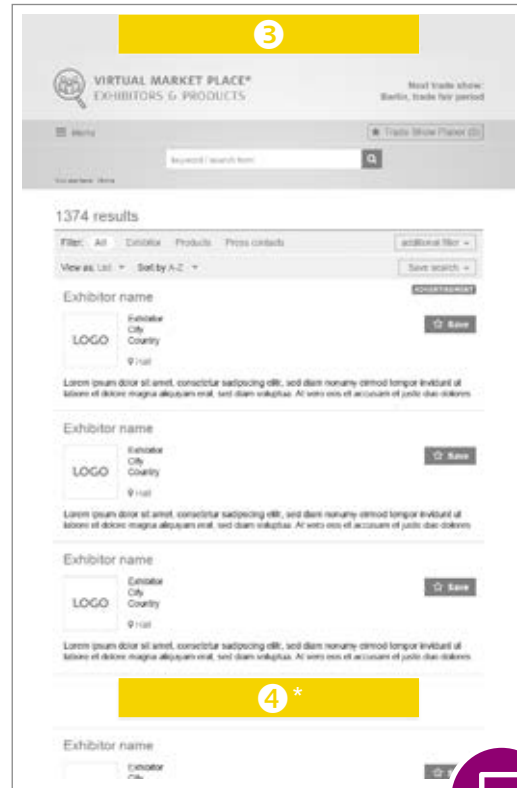 3
VIRTUAL MARKET PLACE®
EXHIBITORS & PRODUCTS
Next trade show:
Berlin, trade fair period
Menu
Trade Show Planer (0)
keyword / search term
You are here: Home
1374 results
Filter: All Exhibitor Products Press contacts
additional filter
View as: List Sort by A-Z
Save search
ADVERTISEMENT
Exhibitor name
LOGO
Exhibitor
City
Country
Hall
Save
Lorem ipsum dolor sit amet, consetetur sadipscing elitr, sed diam nonumy eirmod tempor invidunt ut
labore et dolore magna aliquyam erat, sed diam voluptua. At vero eos et accusam et justo duo dolores
Exhibitor name
LOGO
Exhibitor
City
Country
Hall
Save
Lorem ipsum dolor sit amet, consetetur sadipscing elitr, sed diam nonumy eirmod tempor invidunt ut
labore et dolore magna aliquyam erat, sed diam voluptua. At vero eos et accusam et justo duo dolores
Exhibitor name
LOGO
Exhibitor
City
Country
Hall
Save
Lorem ipsum dolor sit amet, consetetur sadipscing elitr, sed diam nonumy eirmod tempor invidunt ut
labore et dolore magna aliquyam erat, sed diam voluptua. At vero eos et accusam et justo duo dolores
4 *
Exhibitor name
Exhibitor